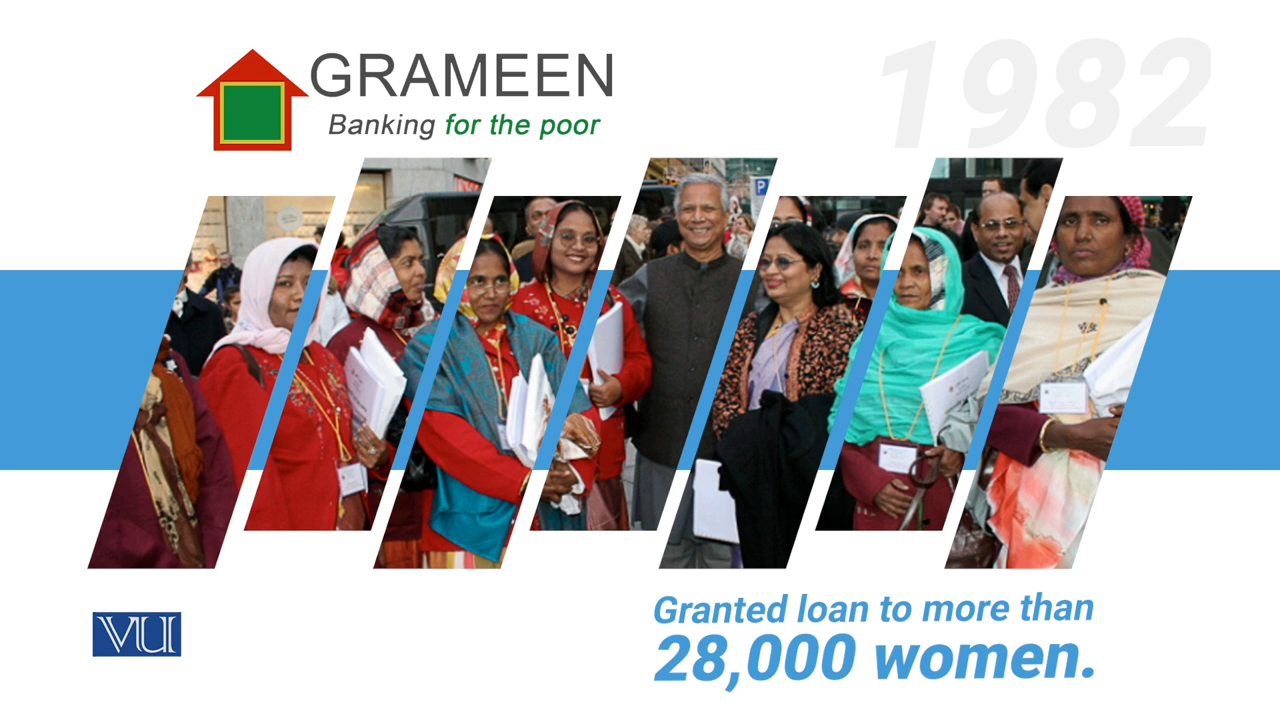 GRAMEEN
Banking for the poor
1982
P
Granted loan to more than
28,000 women.
VU